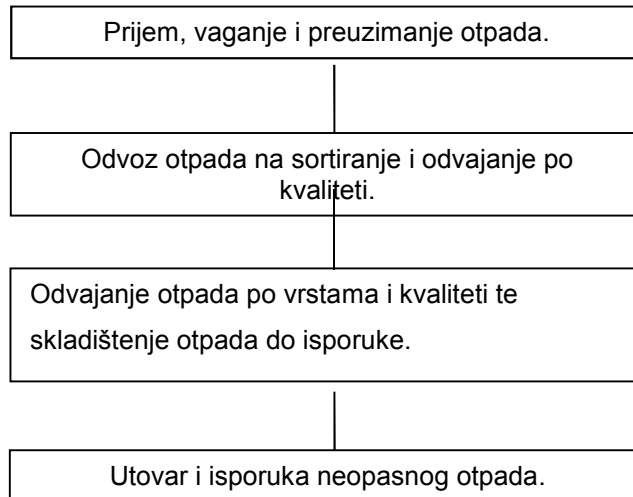 Prijem, vaganje i preuzimanje otpada.
Odvoz otpada na sortiranje i odvajanje po
kvaliteti.
Odvajanje otpada po vrstama i kvaliteti te
skladištenje otpada do isporuke.
Utovar i isporuka neopasnog otpada.